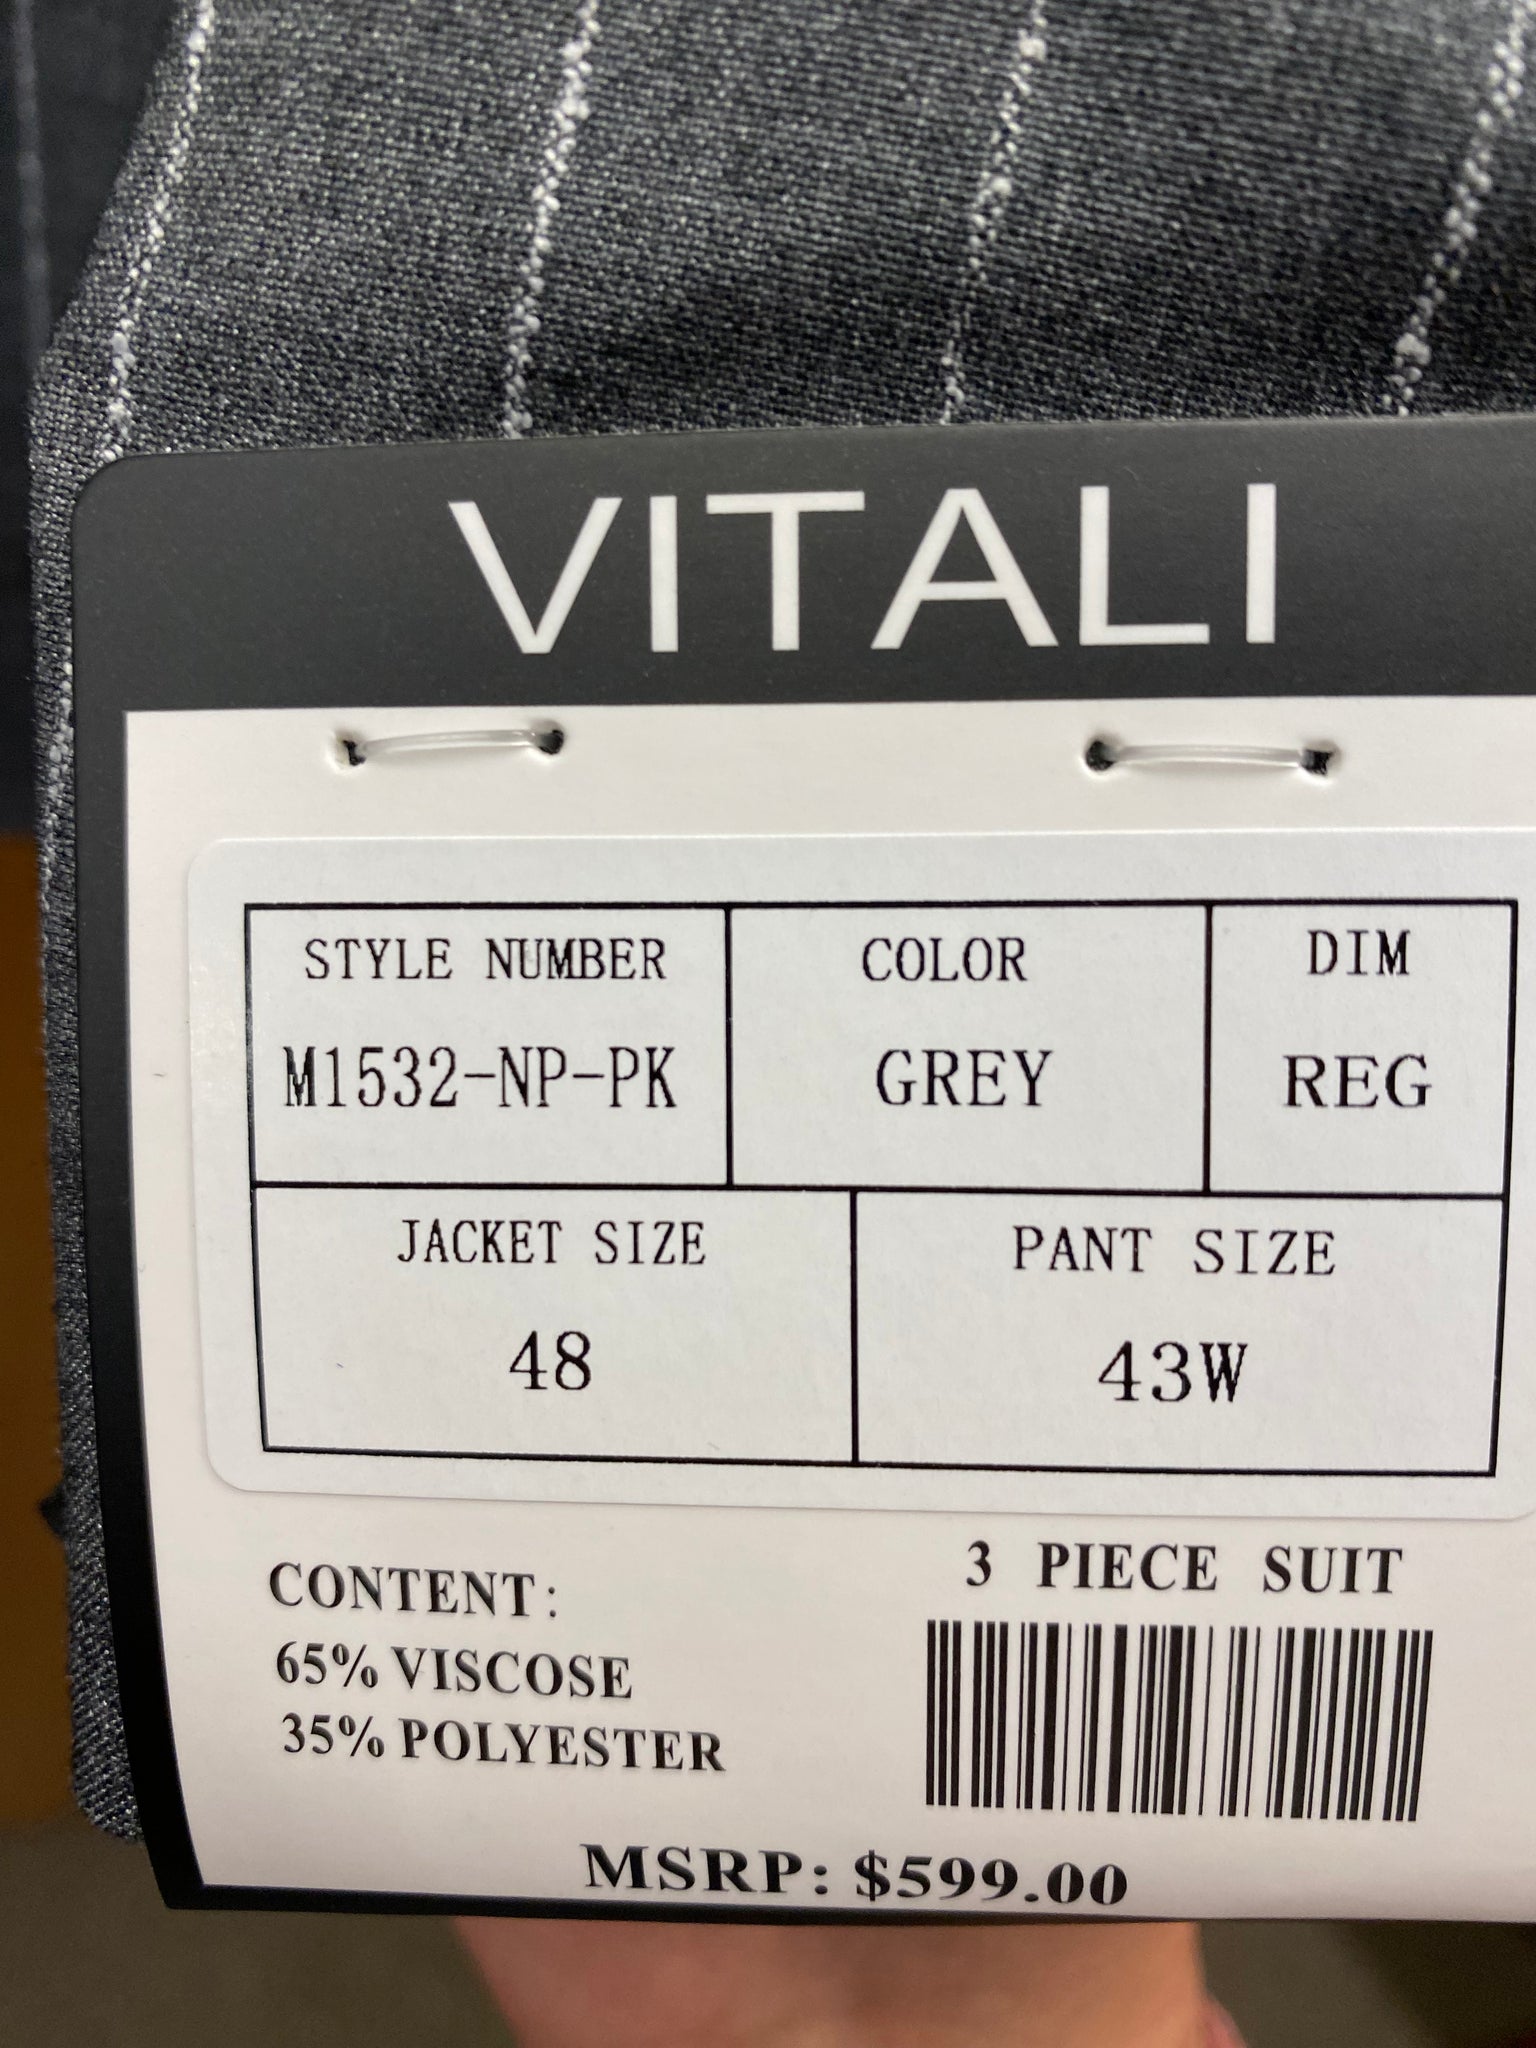 VITALI
STYLE NUMBER COLOR DIM
M1532-NP-PK GREY REG
JACKET SIZE PANT SIZE
48 43W
CONTENT:
65% VISCOSE
35% POLYESTER
3 PIECE SUIT
MSRP: $599.00